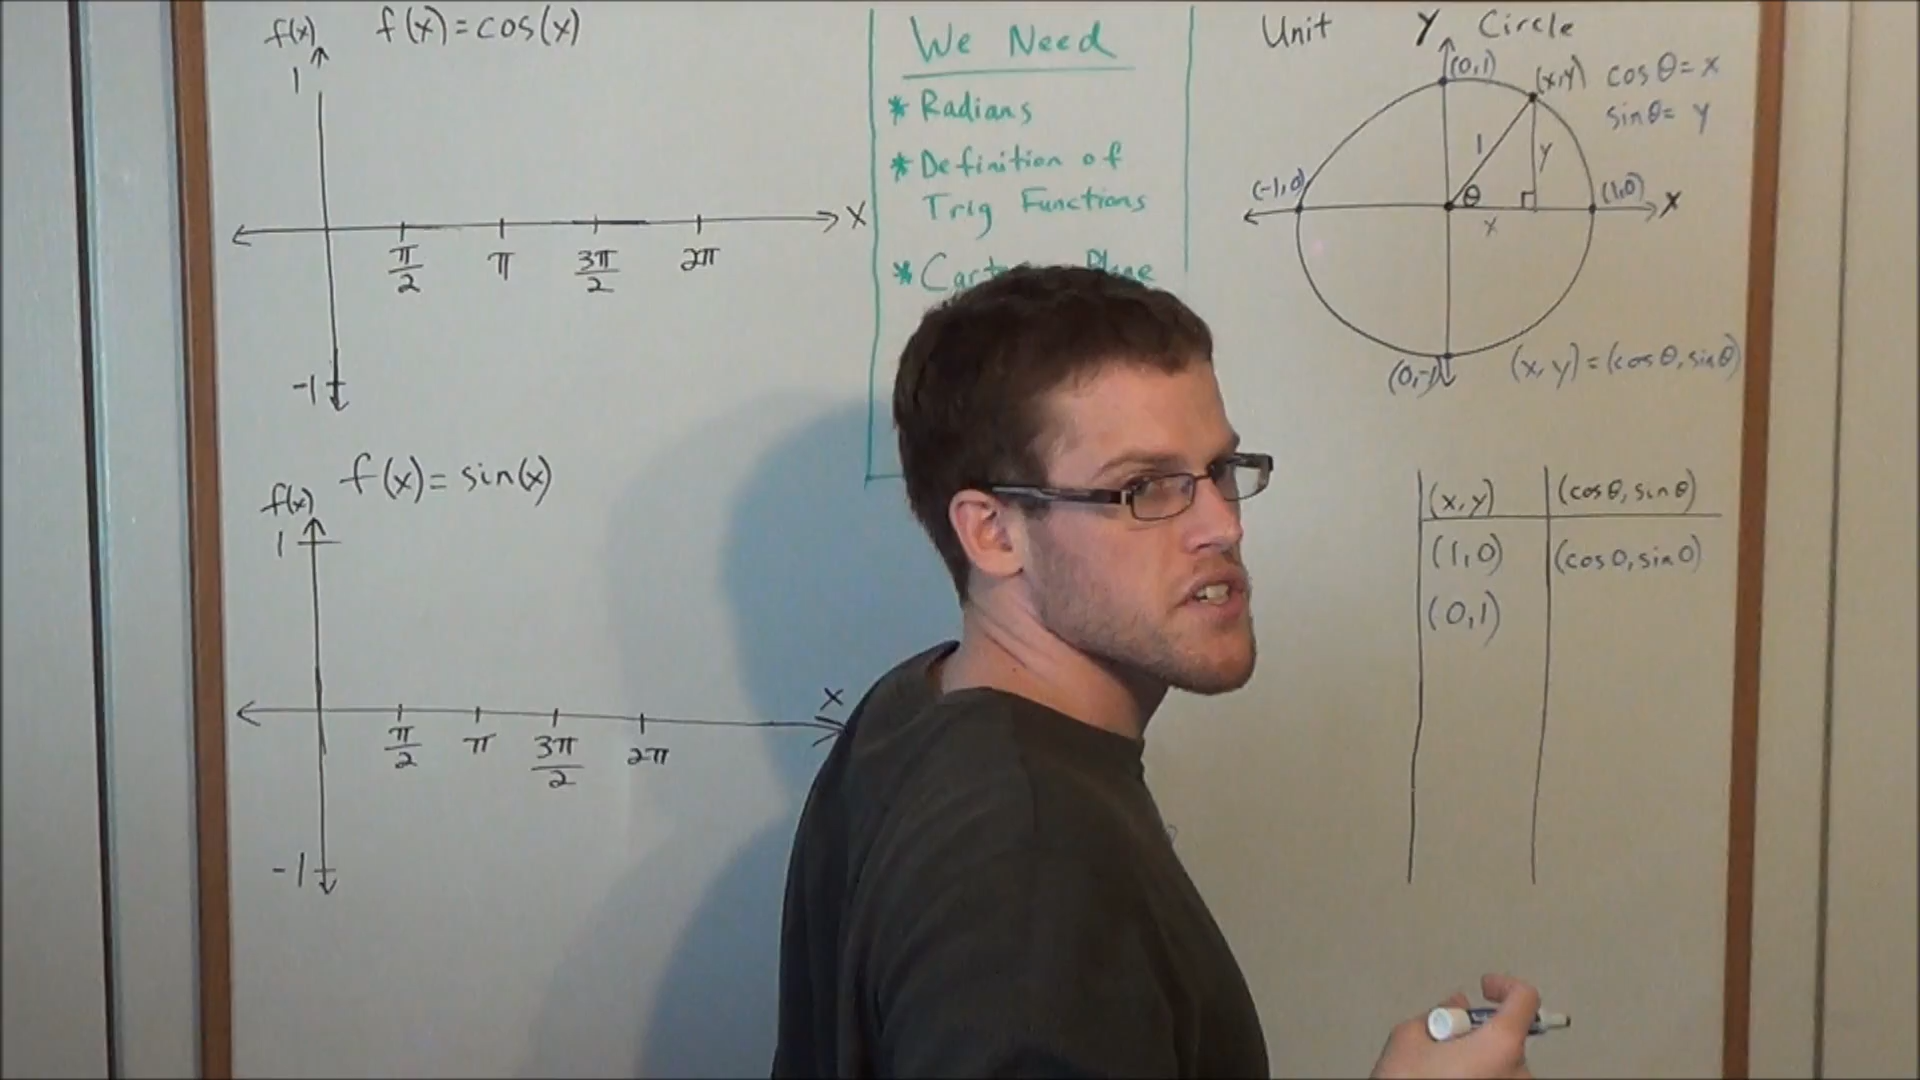 f(x)
f(x) = cos(x)
1
X
π/2 π 3π/2 2π
-1
f(x) = sin(x)
f(x)
1
X
π/2 π 3π/2 2π
-1
We Need
* Radians
* Definition of
Trig Functions
*
Unit Y Circle
(0,1)
(x,y)
cos θ = x
sin θ = y
1
y
(-1,0)
θ
(1,0)
X
x
(0,-1)
(x,y) = (cos θ, sin θ)
(x,y) (cos θ, sin θ)
(1,0) (cos 0, sin 0)
(0,1)